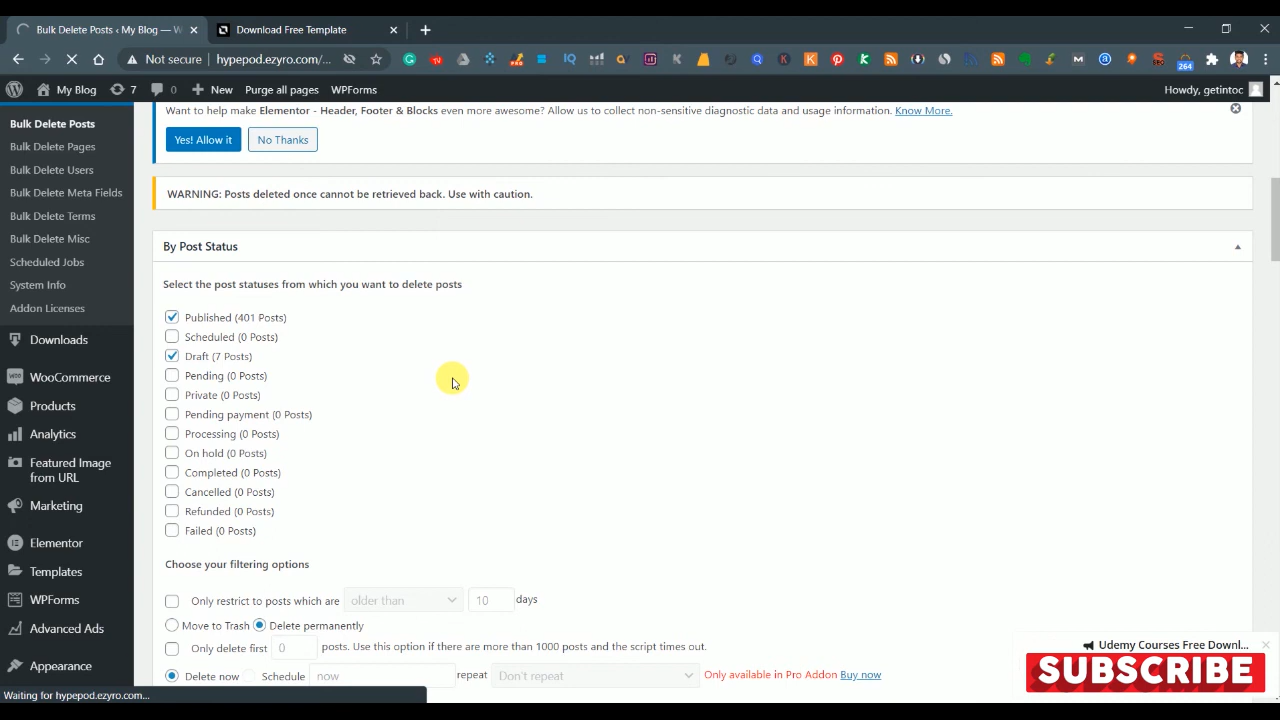 Bulk Delete Posts ‹ My Blog — W
Download Free Template
Not secure
hypepod.ezyro.com/...
264
My Blog
7
0
New
Purge all pages
WPForms
Howdy, getintoc
Bulk Delete Posts
Bulk Delete Pages
Bulk Delete Users
Bulk Delete Meta Fields
Bulk Delete Terms
Bulk Delete Misc
Scheduled Jobs
System Info
Addon Licenses
Downloads
WooCommerce
Products
Analytics
Featured Image
from URL
Marketing
Elementor
Templates
WPForms
Advanced Ads
Appearance
Want to help make Elementor - Header, Footer & Blocks even more awesome? Allow us to collect non-sensitive diagnostic data and usage information. Know More.
Yes! Allow it
No Thanks
WARNING: Posts deleted once cannot be retrieved back. Use with caution.
By Post Status
Select the post statuses from which you want to delete posts
Published (401 Posts)
Scheduled (0 Posts)
Draft (7 Posts)
Pending (0 Posts)
Private (0 Posts)
Pending payment (0 Posts)
Processing (0 Posts)
On hold (0 Posts)
Completed (0 Posts)
Cancelled (0 Posts)
Refunded (0 Posts)
Failed (0 Posts)
Choose your filtering options
Only restrict to posts which are older than 10 days
Move to Trash Delete permanently
Only delete first 0 posts. Use this option if there are more than 1000 posts and the script times out.
Delete now Schedule now repeat Don't repeat Only available in Pro Addon Buy now
Udemy Courses Free Downl...
SUBSCRIBE
Waiting for hypepod.ezyro.com...